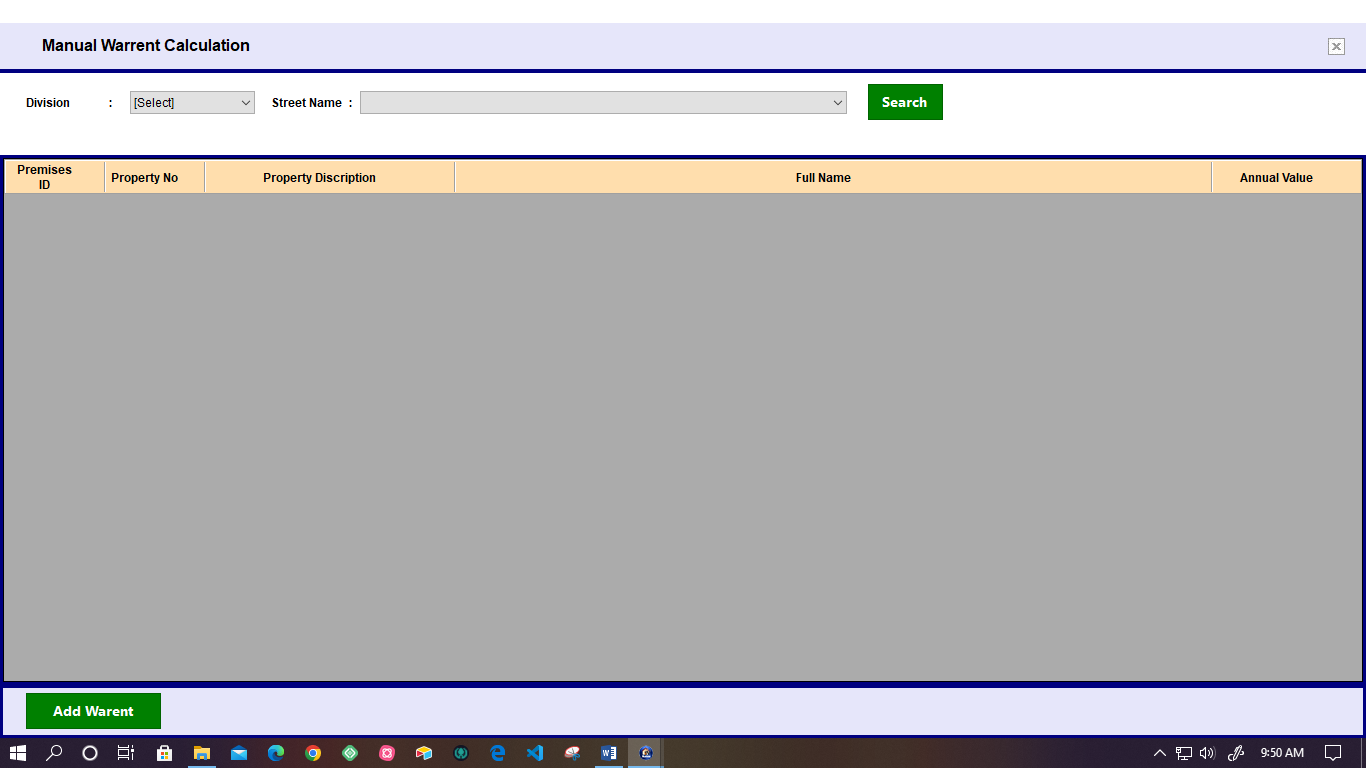 Manual Warrent Calculation
Division : [Select] Street Name : Search
Premises
ID
Property No Property Discription Full Name Annual Value
Add Warent
9:50 AM